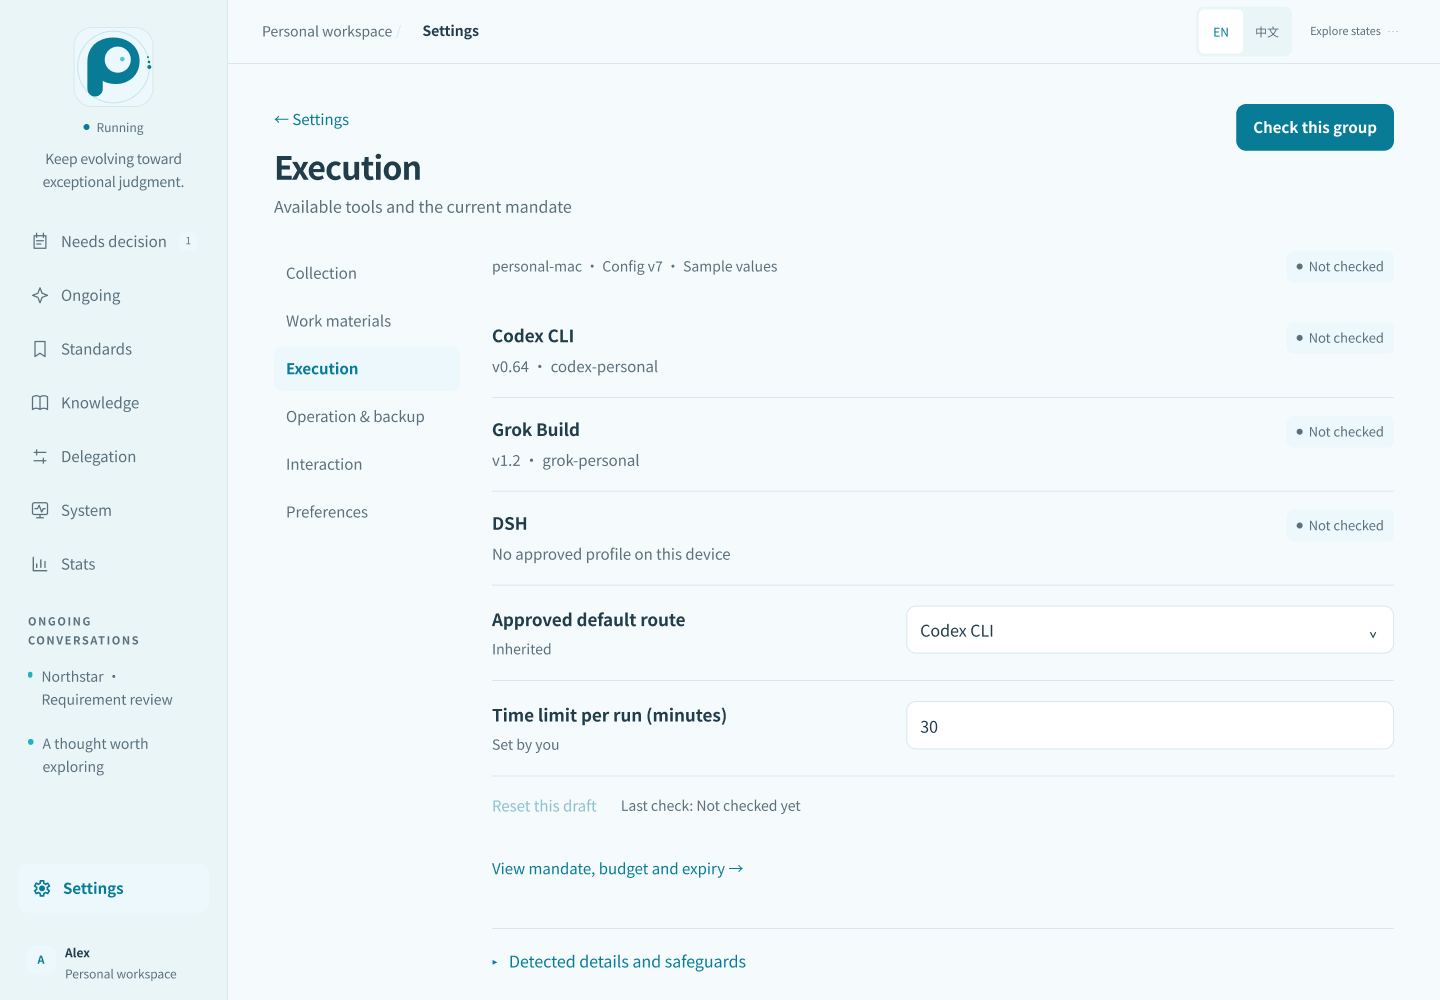 Running
Keep evolving toward
exceptional judgment.
Needs decision 1
Ongoing
Standards
Knowledge
Delegation
System
Stats
ONGOING
CONVERSATIONS
Northstar •
Requirement review
A thought worth
exploring
Settings
A
Alex
Personal workspace
Personal workspace / Settings
EN 中文
Explore states ···
← Settings
Check this group
Execution
Available tools and the current mandate
Collection
Work materials
Execution
Operation & backup
Interaction
Preferences
personal-mac • Config v7 • Sample values
Not checked
Codex CLI
Not checked
v0.64 • codex-personal
Grok Build
Not checked
v1.2 • grok-personal
DSH
Not checked
No approved profile on this device
Approved default route
Inherited
Codex CLI
Time limit per run (minutes)
Set by you
30
Reset this draft
Last check: Not checked yet
View mandate, budget and expiry →
Detected details and safeguards